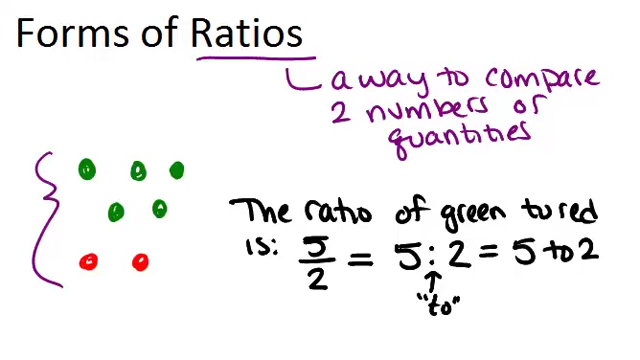 Forms of Ratios
a way to compare
2 numbers or
quantities
The ratio of green to red
is: 5/2 = 5:2 = 5 to 2
"to"